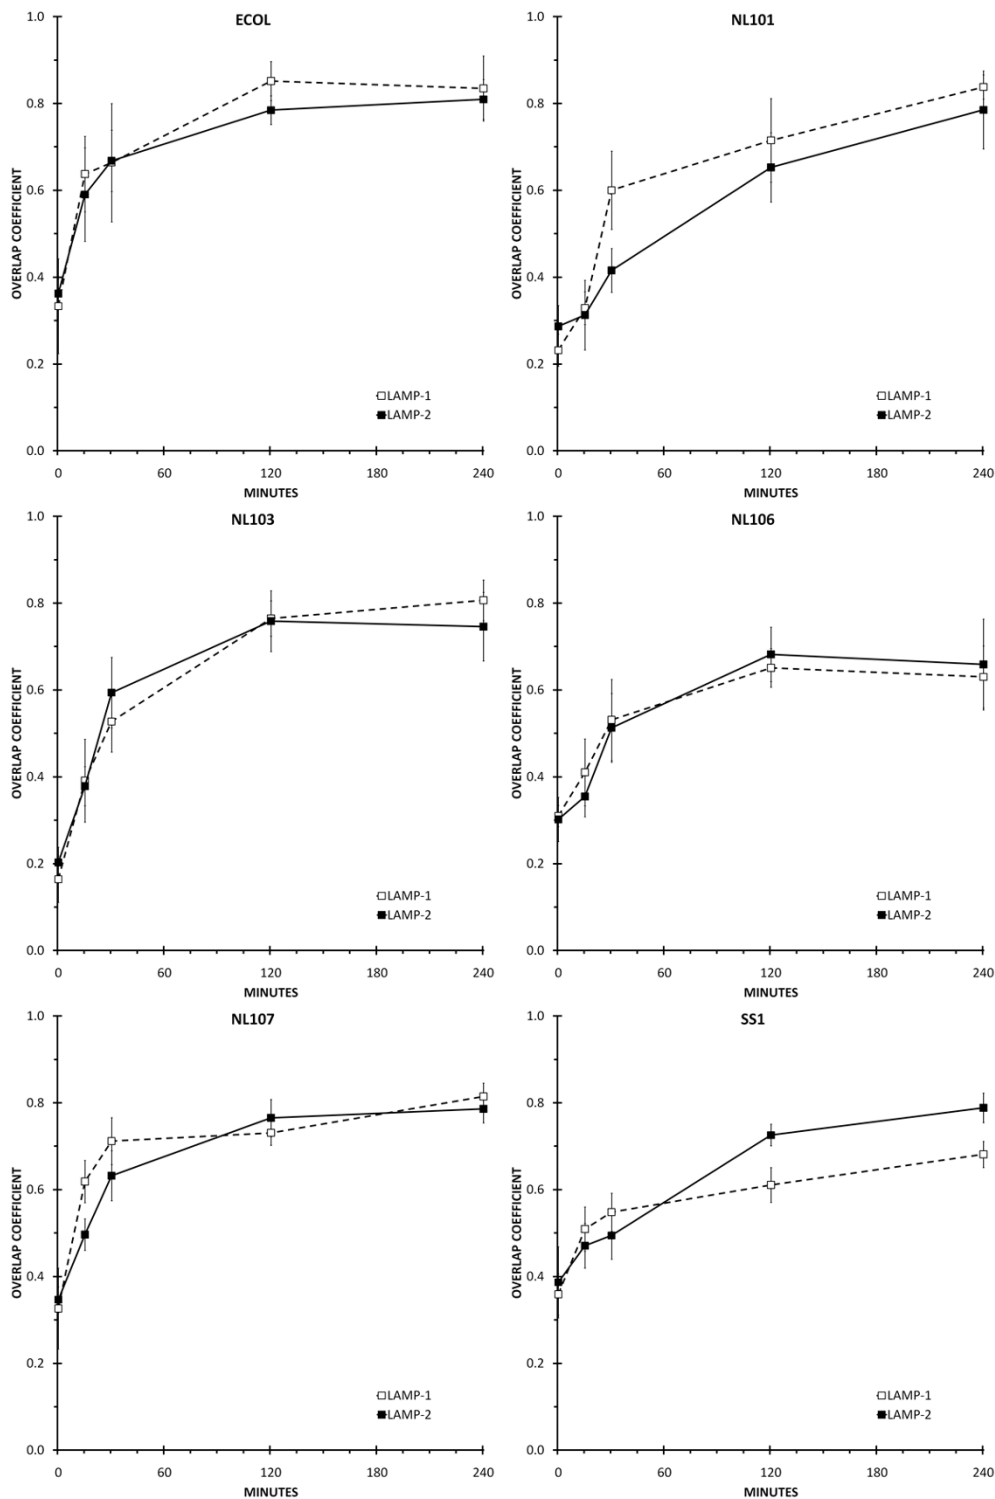 ECOL
1.0
0.8
0.6
0.4
0.2
0.0
OVERLAP COEFFICIENT
LAMP-1
LAMP-2
0 60 120 180 240
MINUTES
NL101
1.0
0.8
0.6
0.4
0.2
0.0
OVERLAP COEFFICIENT
LAMP-1
LAMP-2
0 60 120 180 240
MINUTES
NL103
1.0
0.8
0.6
0.4
0.2
0.0
OVERLAP COEFFICIENT
LAMP-1
LAMP-2
0 60 120 180 240
MINUTES
NL106
1.0
0.8
0.6
0.4
0.2
0.0
OVERLAP COEFFICIENT
LAMP-1
LAMP-2
0 60 120 180 240
MINUTES
NL107
1.0
0.8
0.6
0.4
0.2
0.0
OVERLAP COEFFICIENT
LAMP-1
LAMP-2
0 60 120 180 240
MINUTES
SS1
1.0
0.8
0.6
0.4
0.2
0.0
OVERLAP COEFFICIENT
LAMP-1
LAMP-2
0 60 120 180 240
MINUTES